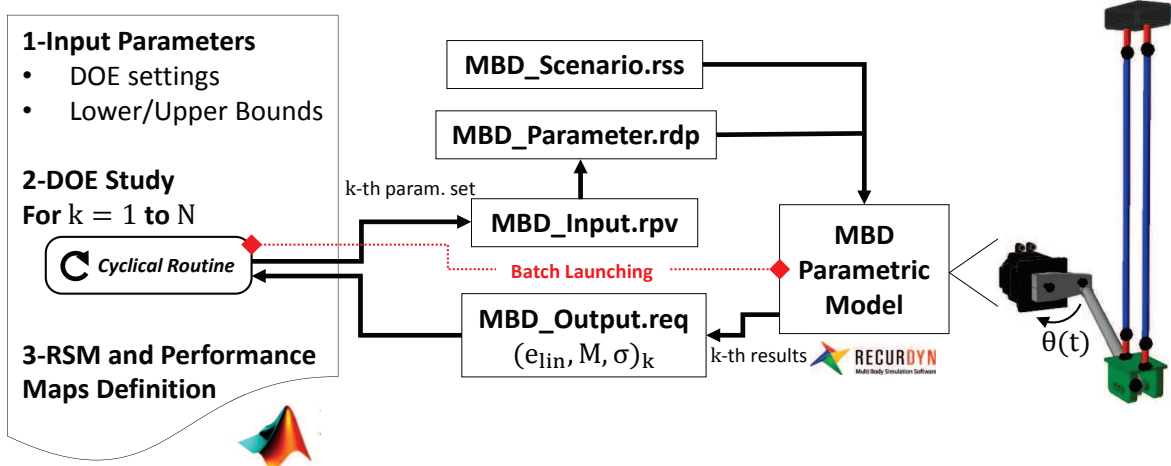 1-Input Parameters
• DOE settings
• Lower/Upper Bounds
2-DOE Study
For k = 1 to N
Cyclical Routine
3-RSM and Performance
Maps Definition
k-th param. set
MBD_Scenario.rss
MBD_Parameter.rdp
MBD_Input.rpv
Batch Launching
MBD_Output.req
(e_lin, M, σ)_k
k-th results
MBD
Parametric
Model
RECURDYN
Multi Body Simulation Software
θ(t)